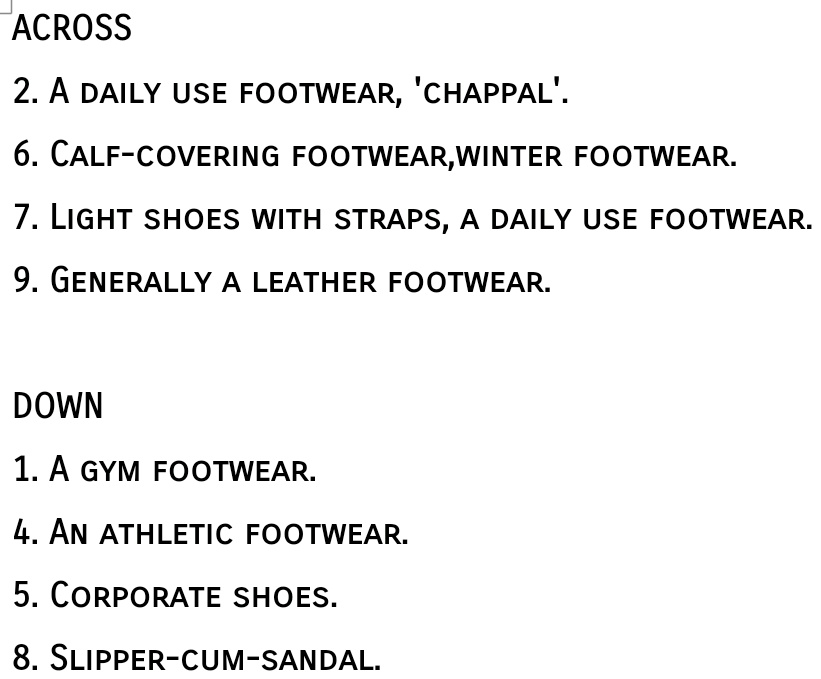 ACROSS
2. A DAILY USE FOOTWEAR, 'CHAPPAL'.
6. CALF-COVERING FOOTWEAR,WINTER FOOTWEAR.
7. LIGHT SHOES WITH STRAPS, A DAILY USE FOOTWEAR.
9. GENERALLY A LEATHER FOOTWEAR.
DOWN
1. A GYM FOOTWEAR.
4. AN ATHLETIC FOOTWEAR.
5. CORPORATE SHOES.
8. SLIPPER-CUM-SANDAL.